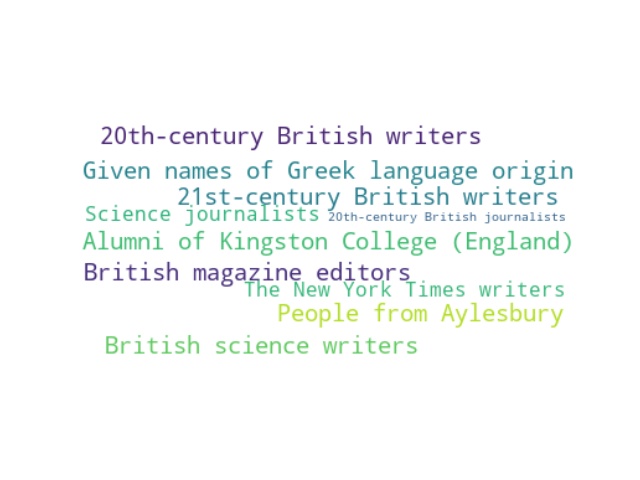 20th-century British writers
Given names of Greek language origin
21st-century British writers
Science journalists
20th-century British journalists
Alumni of Kingston College (England)
British magazine editors
The New York Times writers
People from Aylesbury
British science writers